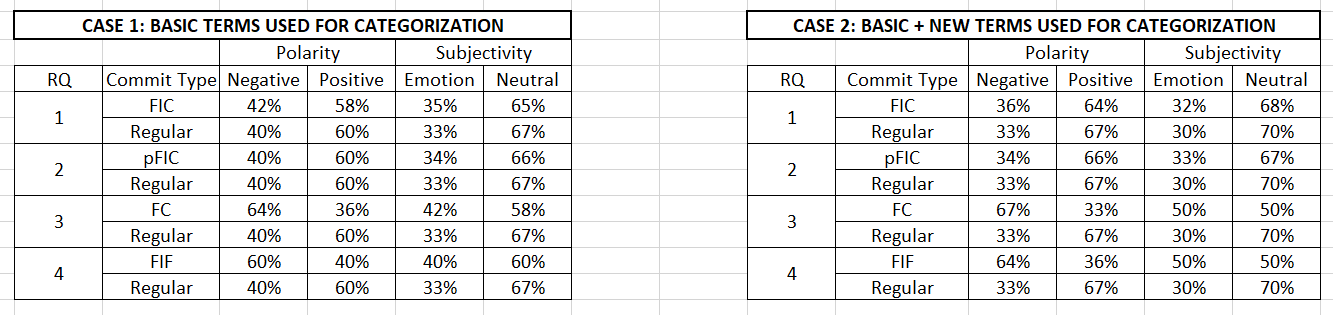 CASE 1: BASIC TERMS USED FOR CATEGORIZATION
Polarity Subjectivity
RQ Commit Type Negative Positive Emotion Neutral
1 FIC 42% 58% 35% 65%
Regular 40% 60% 33% 67%
2 pFIC 40% 60% 34% 66%
Regular 40% 60% 33% 67%
3 FC 64% 36% 42% 58%
Regular 40% 60% 33% 67%
4 FIF 60% 40% 40% 60%
Regular 40% 60% 33% 67%
CASE 2: BASIC + NEW TERMS USED FOR CATEGORIZATION
Polarity Subjectivity
RQ Commit Type Negative Positive Emotion Neutral
1 FIC 36% 64% 32% 68%
Regular 33% 67% 30% 70%
2 pFIC 34% 66% 33% 67%
Regular 33% 67% 30% 70%
3 FC 67% 33% 50% 50%
Regular 33% 67% 30% 70%
4 FIF 64% 36% 50% 50%
Regular 33% 67% 30% 70%